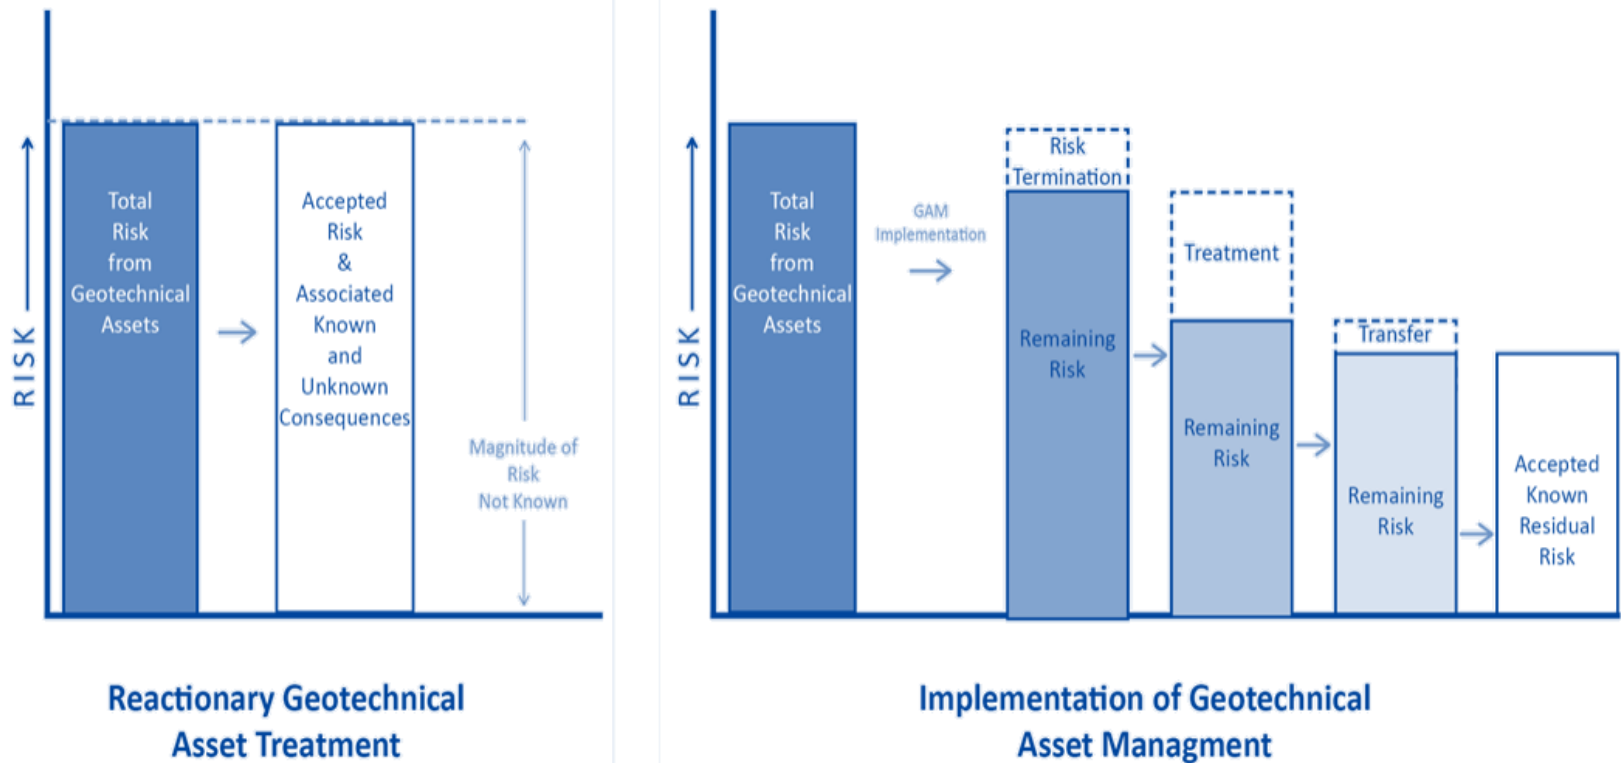 RISK
Total
Risk
from
Geotechnical
Assets
Accepted
Risk
&
Associated
Known
and
Unknown
Consequences
Magnitude of
Risk
Not Known
Reactionary Geotechnical
Asset Treatment
RISK
Total
Risk
from
Geotechnical
Assets
GAM
Implementation
Risk
Termination
Remaining
Risk
Treatment
Remaining
Risk
Transfer
Remaining
Risk
Accepted
Known
Residual
Risk
Implementation of Geotechnical
Asset Managment